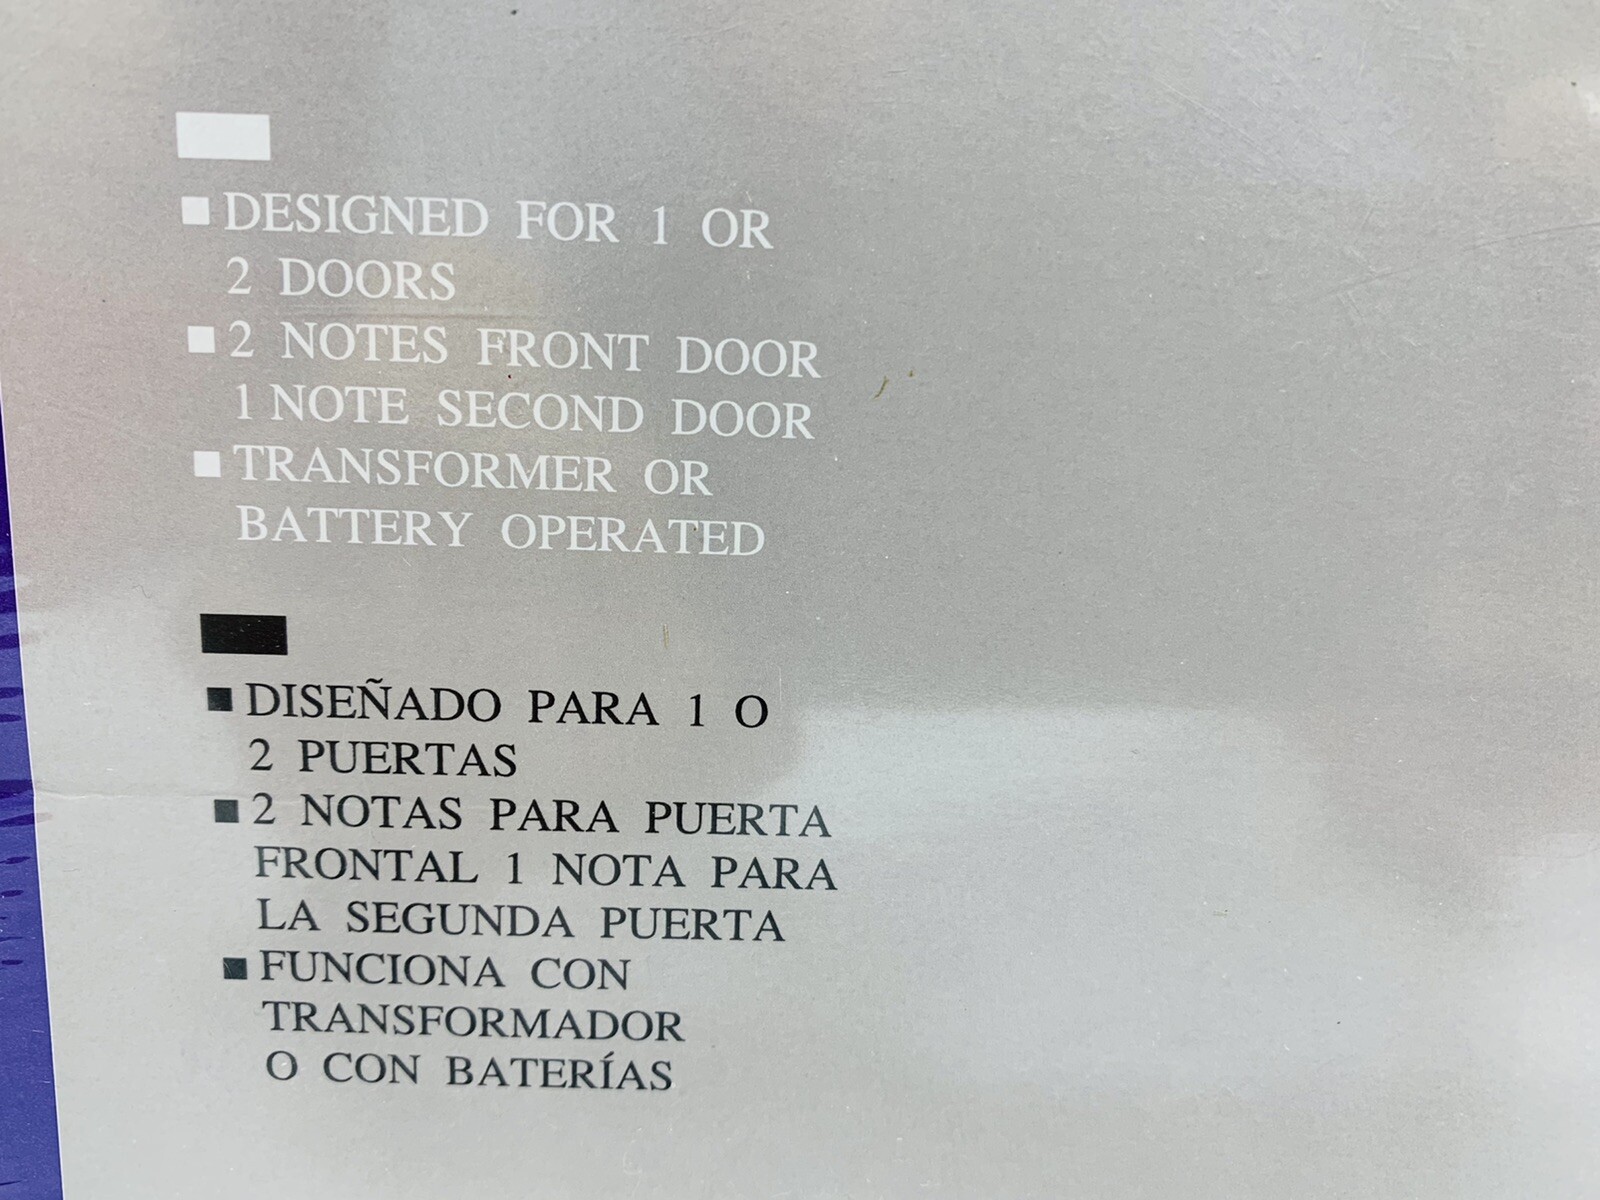 ■ DESIGNED FOR 1 OR
2 DOORS
■ 2 NOTES FRONT DOOR
1 NOTE SECOND DOOR
■ TRANSFORMER OR
BATTERY OPERATED
■ DISEÑADO PARA 1 O
2 PUERTAS
■ 2 NOTAS PARA PUERTA
FRONTAL 1 NOTA PARA
LA SEGUNDA PUERTA
■ FUNCIONA CON
TRANSFORMADOR
O CON BATERÍAS